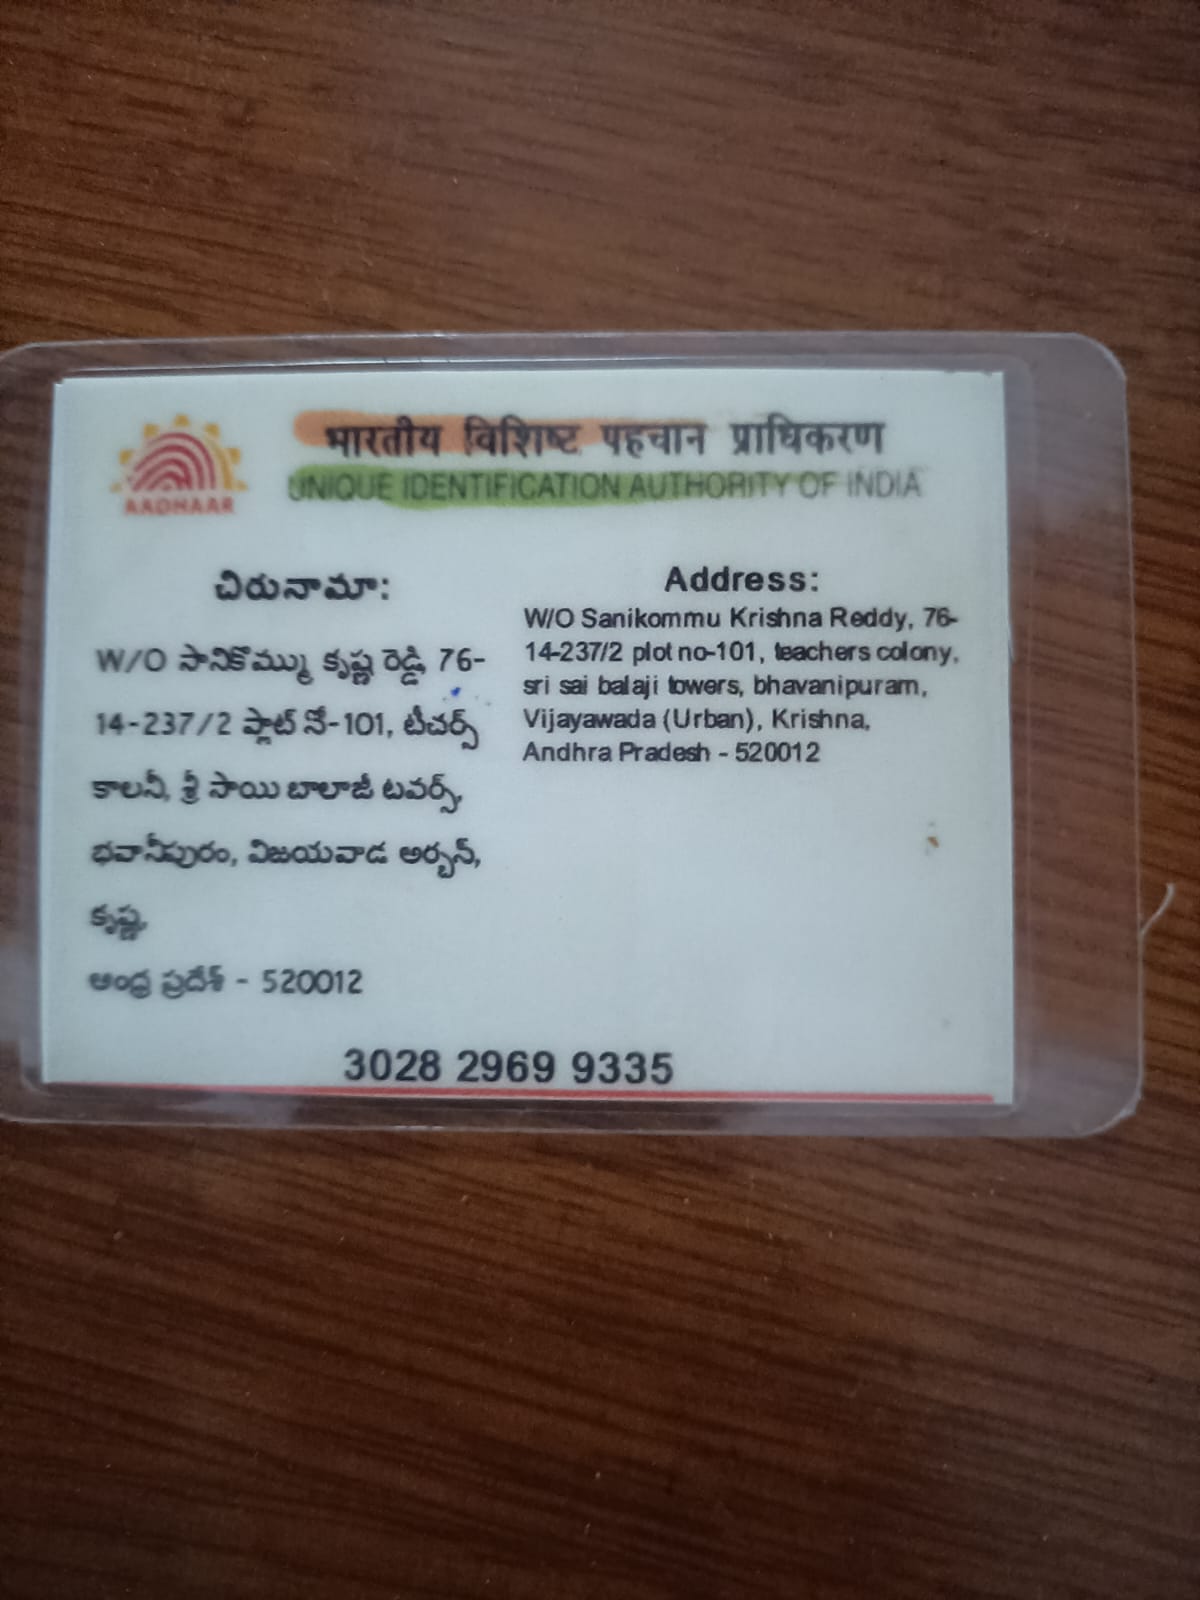 AADHAAR
भारतीय विशिष्ट पहचान प्राधिकरण
UNIQUE IDENTIFICATION AUTHORITY OF INDIA
చిరునామా:
W/O సానికొమ్ము కృష్ణ రెడ్డి 76-
14-237/2 ప్లాట్ నో-101, టీచర్స్
కాలనీ, శ్రీ సాయి బాలాజీ టవర్స్,
భవానీపురం, విజయవాడ అర్బన్,
కృష్ణ,
ఆంధ్ర ప్రదేశ్ - 520012
Address:
W/O Sanikommu Krishna Reddy, 76-
14-237/2 plot no-101, teachers colony,
sri sai balaji towers, bhavanipuram,
Vijayawada (Urban), Krishna,
Andhra Pradesh - 520012
3028 2969 9335